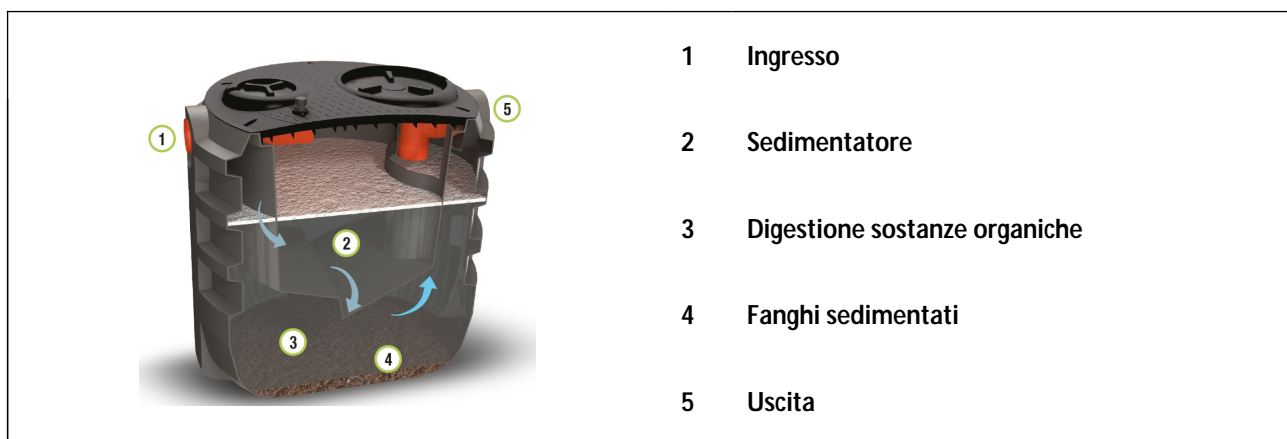 1 Ingresso
2 Sedimentatore
3 Digestione sostanze organiche
4 Fanghi sedimentati
5 Uscita
1
5
2
3
4